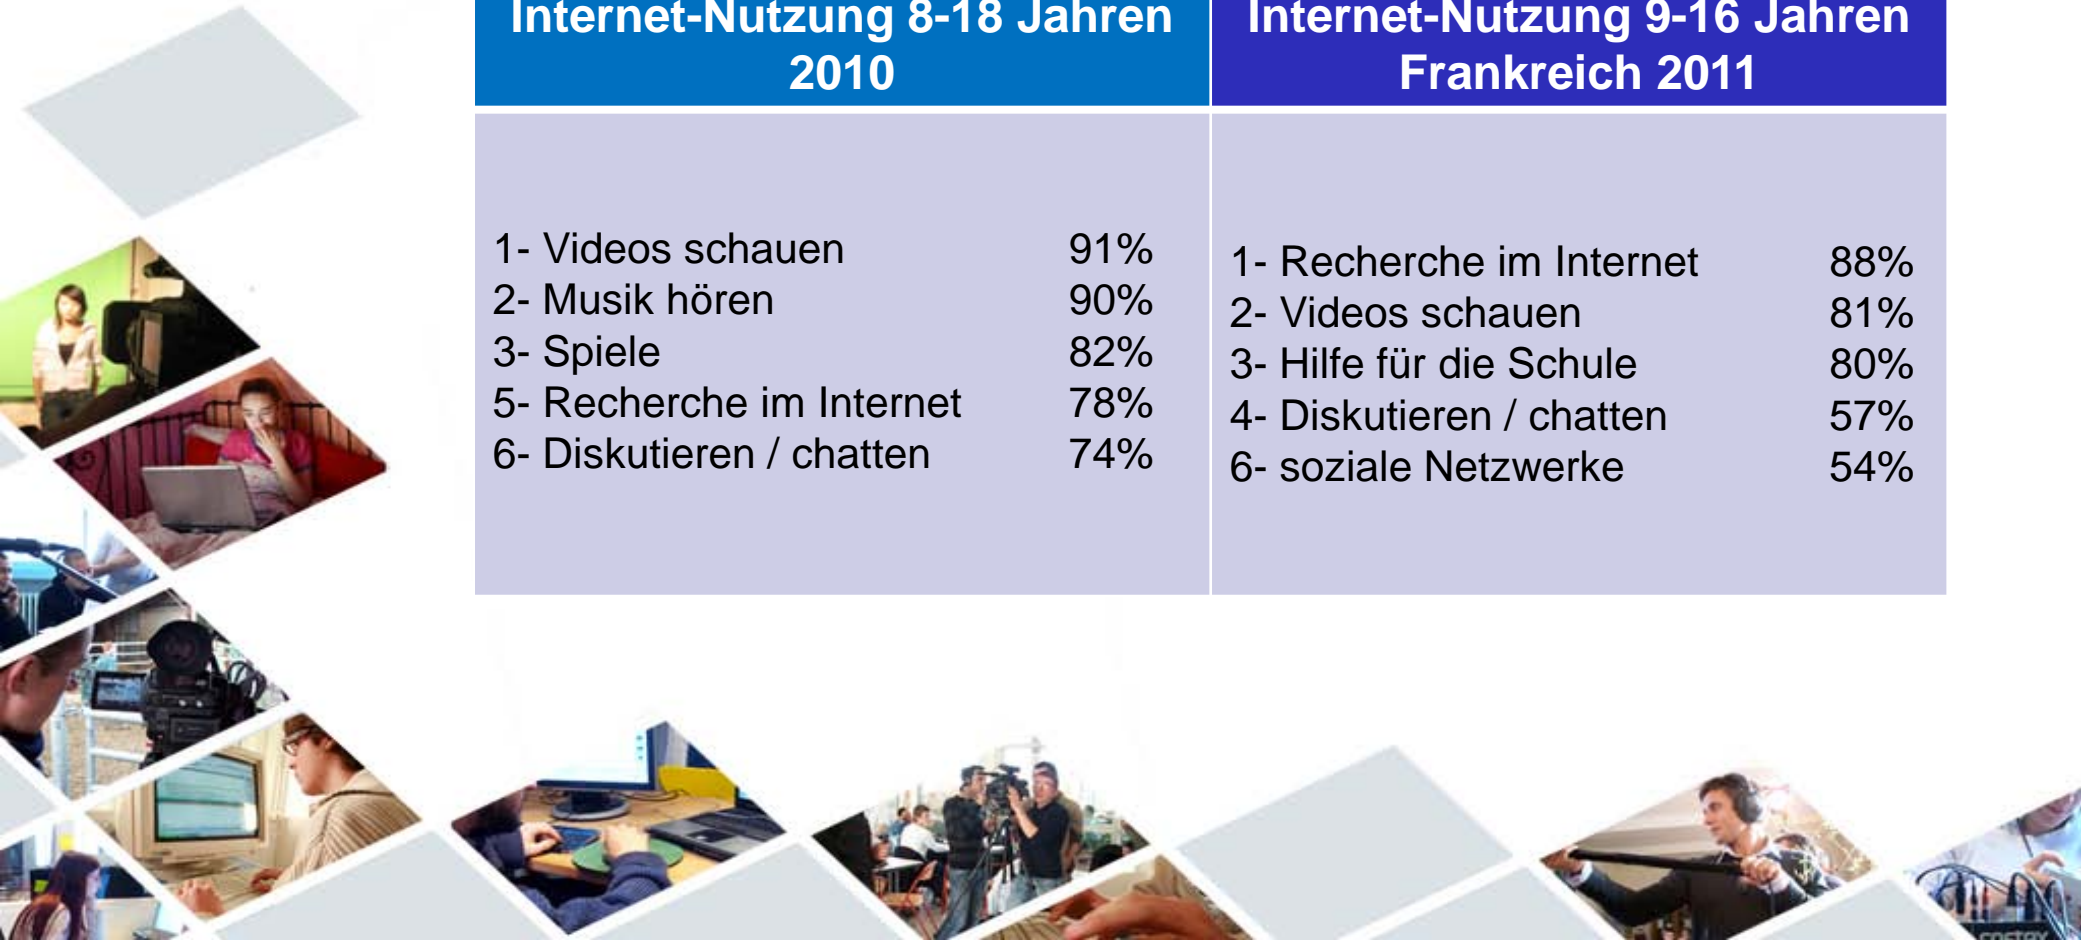 Internet-Nutzung 8-18 Jahren
2010
Internet-Nutzung 9-16 Jahren
Frankreich 2011
1- Videos schauen 91%
2- Musik hören 90%
3- Spiele 82%
5- Recherche im Internet 78%
6- Diskutieren / chatten 74%
1- Recherche im Internet 88%
2- Videos schauen 81%
3- Hilfe für die Schule 80%
4- Diskutieren / chatten 57%
6- soziale Netzwerke 54%